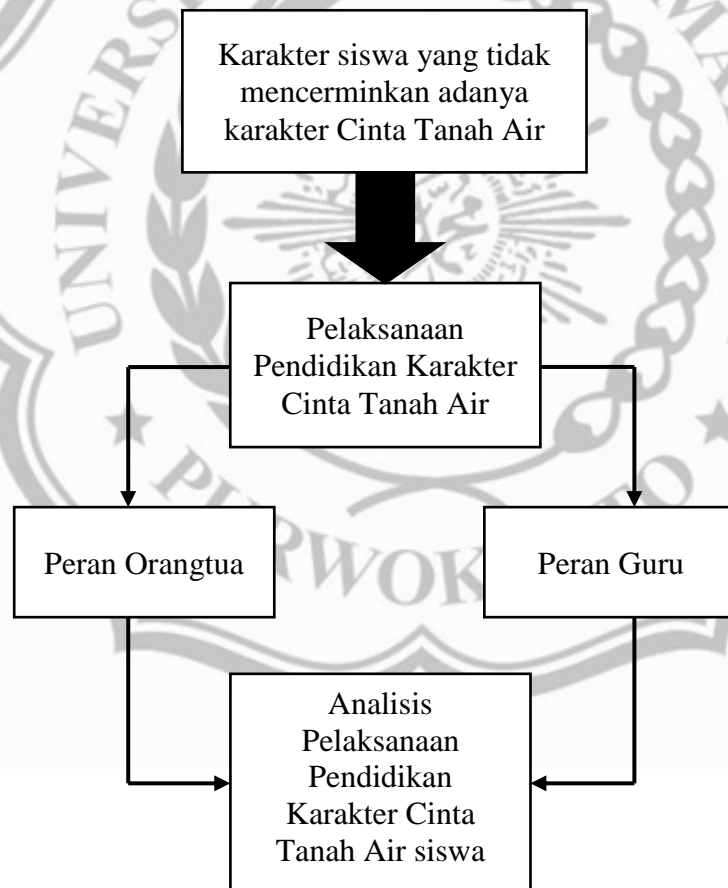 Karakter siswa yang tidak
mencerminkan adanya
karakter Cinta Tanah Air
Pelaksanaan
Pendidikan Karakter
Cinta Tanah Air
Peran Orangtua
Peran Guru
Analisis
Pelaksanaan
Pendidikan
Karakter Cinta
Tanah Air siswa